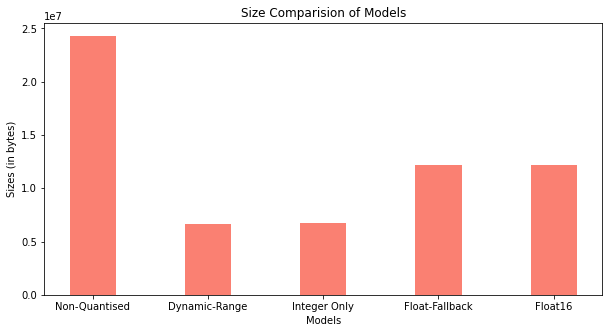 Size Comparision of Models
1e7
2.5
2.0
1.5
1.0
0.5
0.0
Sizes (in bytes)
Non-Quantised Dynamic-Range Integer Only Float-Fallback Float16
Models